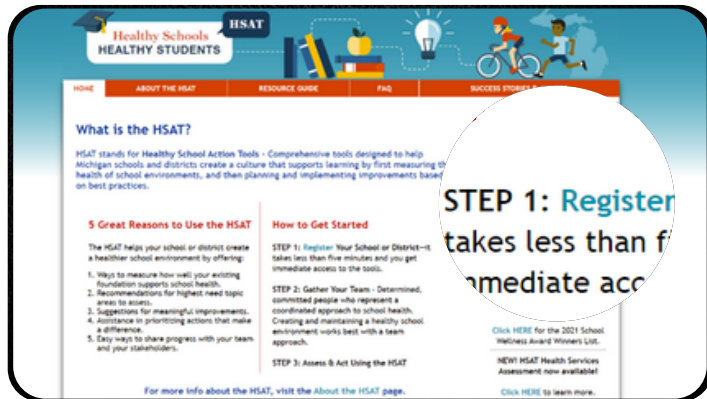 Healthy Schools
HEALTHY STUDENTS
HSAT
HOME
ABOUT THE HSAT
RESOURCE GUIDE
FAQ
SUCCESS STORIES
What is the HSAT?
HSAT stands for Healthy School Action Tools - Comprehensive tools designed to help
Michigan schools and districts create a culture that supports learning by first measuring th
health of school environments, and then planning and implementing improvements based
on best practices.
5 Great Reasons to Use the HSAT
The HSAT helps your school or district create
a healthier school environment by offering:
1. Ways to measure how well your existing
foundation supports school health.
2. Recommendations for highest need topic
areas to assess.
3. Suggestions for meaningful improvements.
4. Assistance in prioritizing actions that make
a difference.
5. Easy ways to share progress with your team
and your stakeholders.
How to Get Started
STEP 1: Register Your School or District—it
takes less than five minutes and you get
immediate access to the tools.
STEP 2: Gather Your Team - Determined,
committed people who represent a
coordinated approach to school health.
Creating and maintaining a healthy school
environment works best with a team
approach.
STEP 3: Assess & Act Using the HSAT
STEP 1: Register
takes less than fi
mmediate acc
Click HERE for the 2021 School
Wellness Award Winners List.
NEW! HSAT Health Services
Assessment now available!
Click HERE to learn more.
For more info about the HSAT, visit the About the HSAT page.